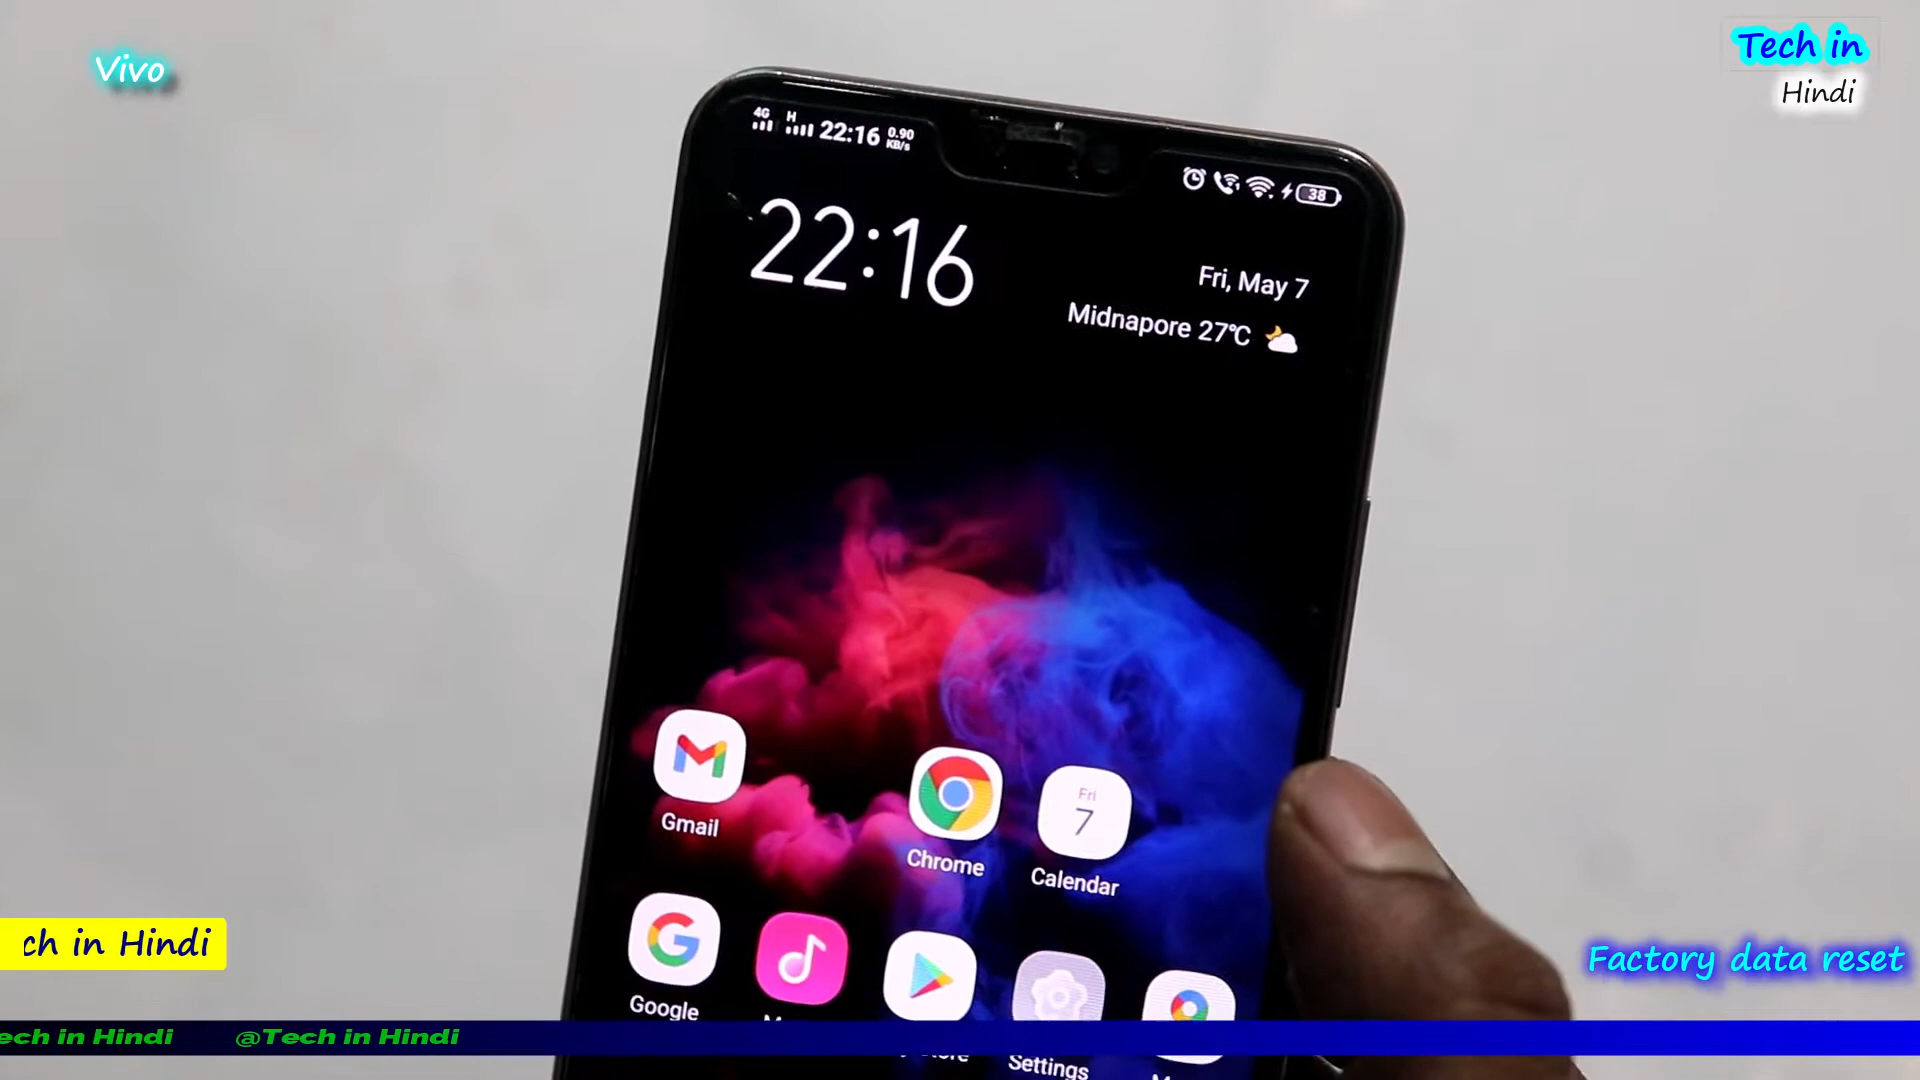 Vivo
Tech in
Hindi
4G
H
22:16
0.90
KB/s
38
22:16
Fri, May 7
Midnapore 27℃
Gmail
Chrome
Fri
7
Calendar
Google
Settings
ch in Hindi
Factory data reset
ech in Hindi
@Tech in Hindi